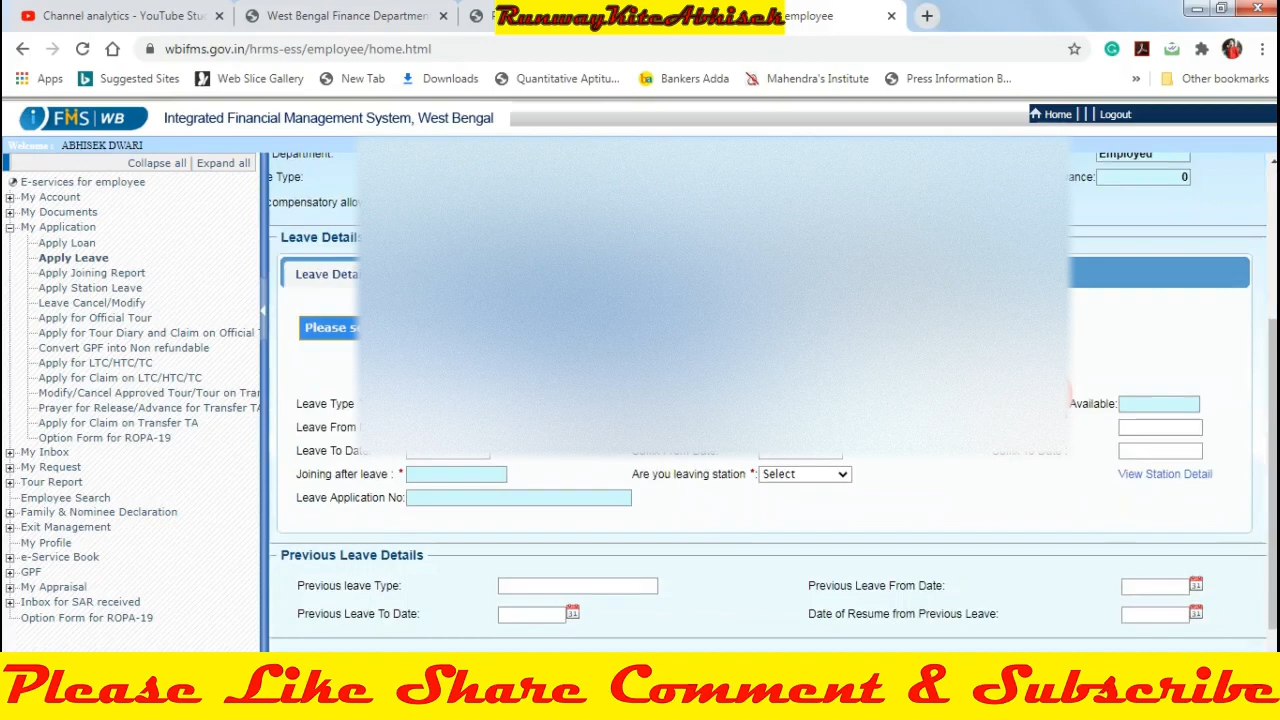 Channel analytics - YouTube Stu
West Bengal Finance Departmen
employee
RunwayKiteAbhisek
wbifms.gov.in/hrms-ess/employee/home.html
Apps
Suggested Sites
Web Slice Gallery
New Tab
Downloads
Quantitative Aptitu...
Bankers Adda
Mahendra's Institute
Press Information B...
»
Other bookmarks
iFMS | WB
Integrated Financial Management System, West Bengal
Home | | | Logout
Welcome : ABHISEK DWARI
Collapse all | Expand all
E-services for employee
My Account
My Documents
My Application
Apply Loan
Apply Leave
Apply Joining Report
Apply Station Leave
Leave Cancel/Modify
Apply for Official Tour
Apply for Tour Diary and Claim on Official T
Convert GPF into Non refundable
Apply for LTC/HTC/TC
Apply for Claim on LTC/HTC/TC
Modify/Cancel Approved Tour/Tour on Tran
Prayer for Release/Advance for Transfer TA
Apply for Claim on Transfer TA
Option Form for ROPA-19
My Inbox
My Request
Tour Report
Employee Search
Family & Nominee Declaration
Exit Management
My Profile
e-Service Book
GPF
My Appraisal
Inbox for SAR received
Option Form for ROPA-19
Department:
Employed
e Type:
ance: 0
compensatory allo
Leave Details
Leave Detai
Please se
Leave Type
Available:
Leave From
Leave To Da
Joining after leave : *
Are you leaving station *: Select
View Station Detail
Leave Application No:
Previous Leave Details
Previous leave Type:
Previous Leave From Date:
Previous Leave To Date:
Date of Resume from Previous Leave:
Please Like Share Comment & Subscribe